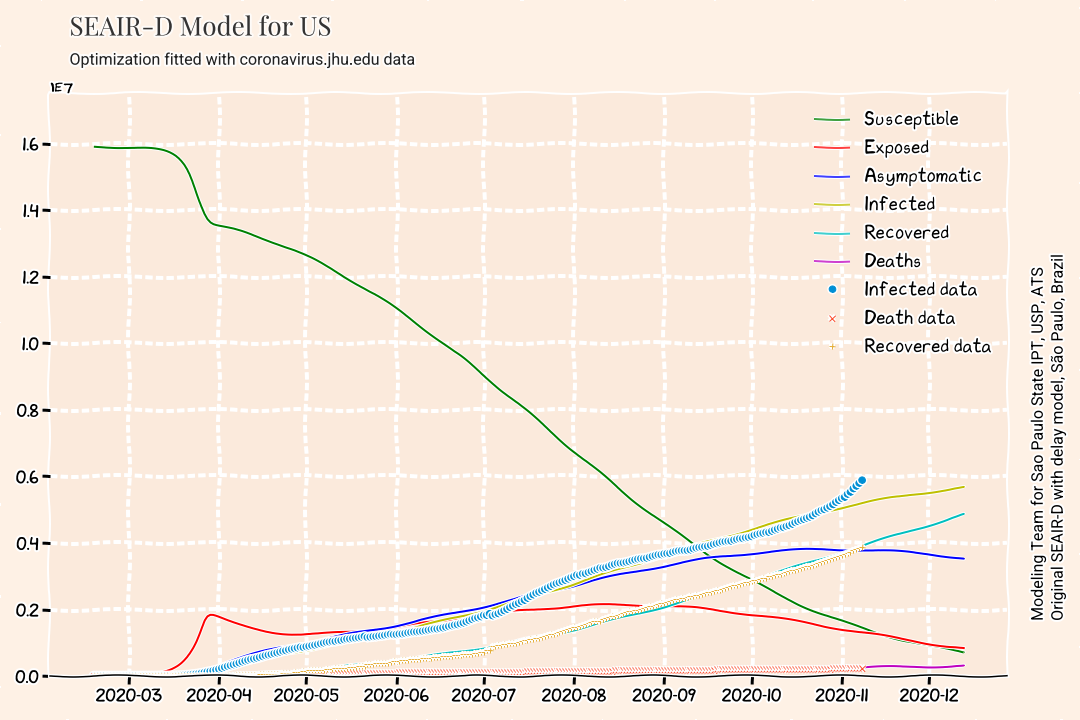 SEAIR-D Model for US
Optimization fitted with coronavirus.jhu.edu data
1E7
Susceptible
Exposed
Asymptomatic
Infected
Recovered
Deaths
Infected data
Death data
Recovered data
1.6
1.4
1.2
1.0
0.8
0.6
0.4
0.2
0.0
2020-03 2020-04 2020-05 2020-06 2020-07 2020-08 2020-09 2020-10 2020-11 2020-12
Modeling Team for Sao Paulo State IPT, USP, ATS
Original SEAIR-D with delay model, São Paulo, Brazil